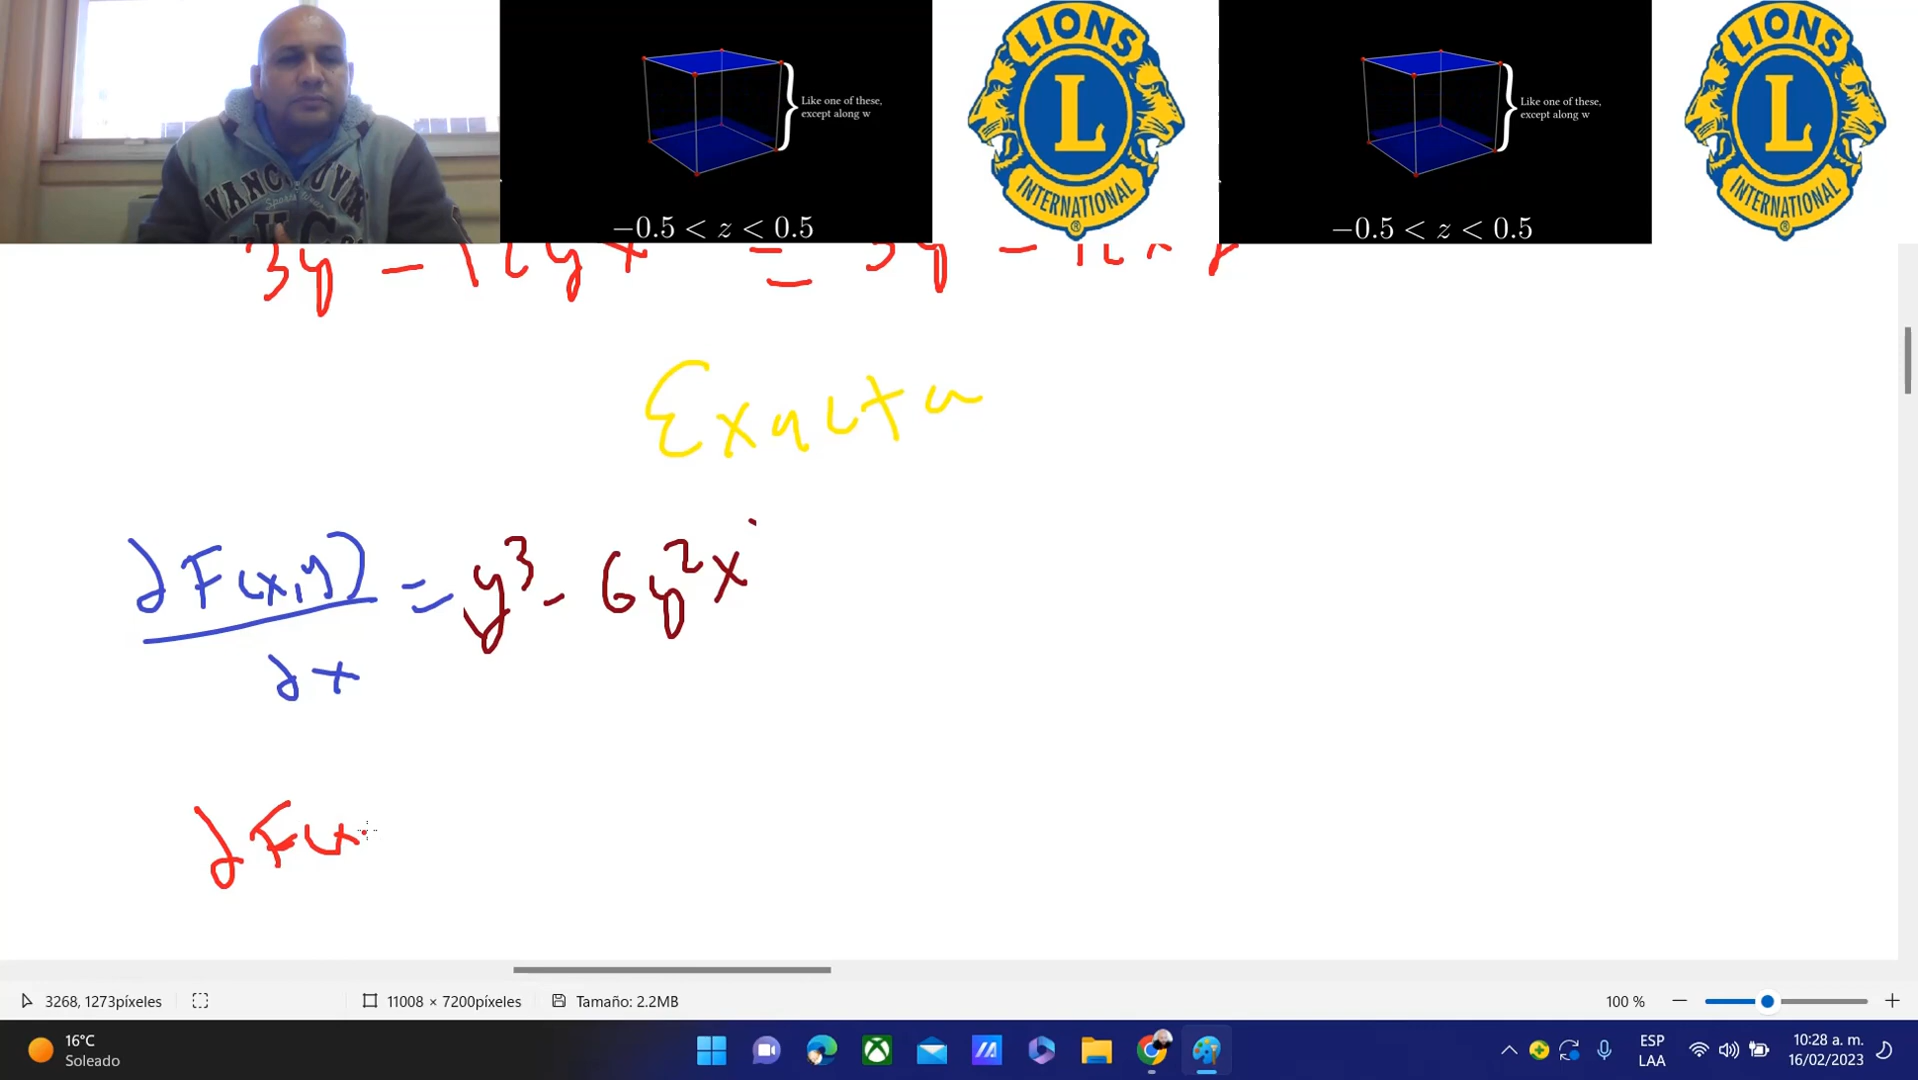 Like one of these,
except along w
−0.5 < z < 0.5
LIONS
L
INTERNATIONAL
®
Like one of these,
except along w
−0.5 < z < 0.5
LIONS
L
INTERNATIONAL
®
Sports
Exacta
∂F(x,y) = y³ - 6y²x
∂x
∂F(x
3268, 1273píxeles
11008 × 7200píxeles
Tamaño: 2.2MB
100 %
16°C
Soleado
ESP
LAA
10:28 a. m.
16/02/2023